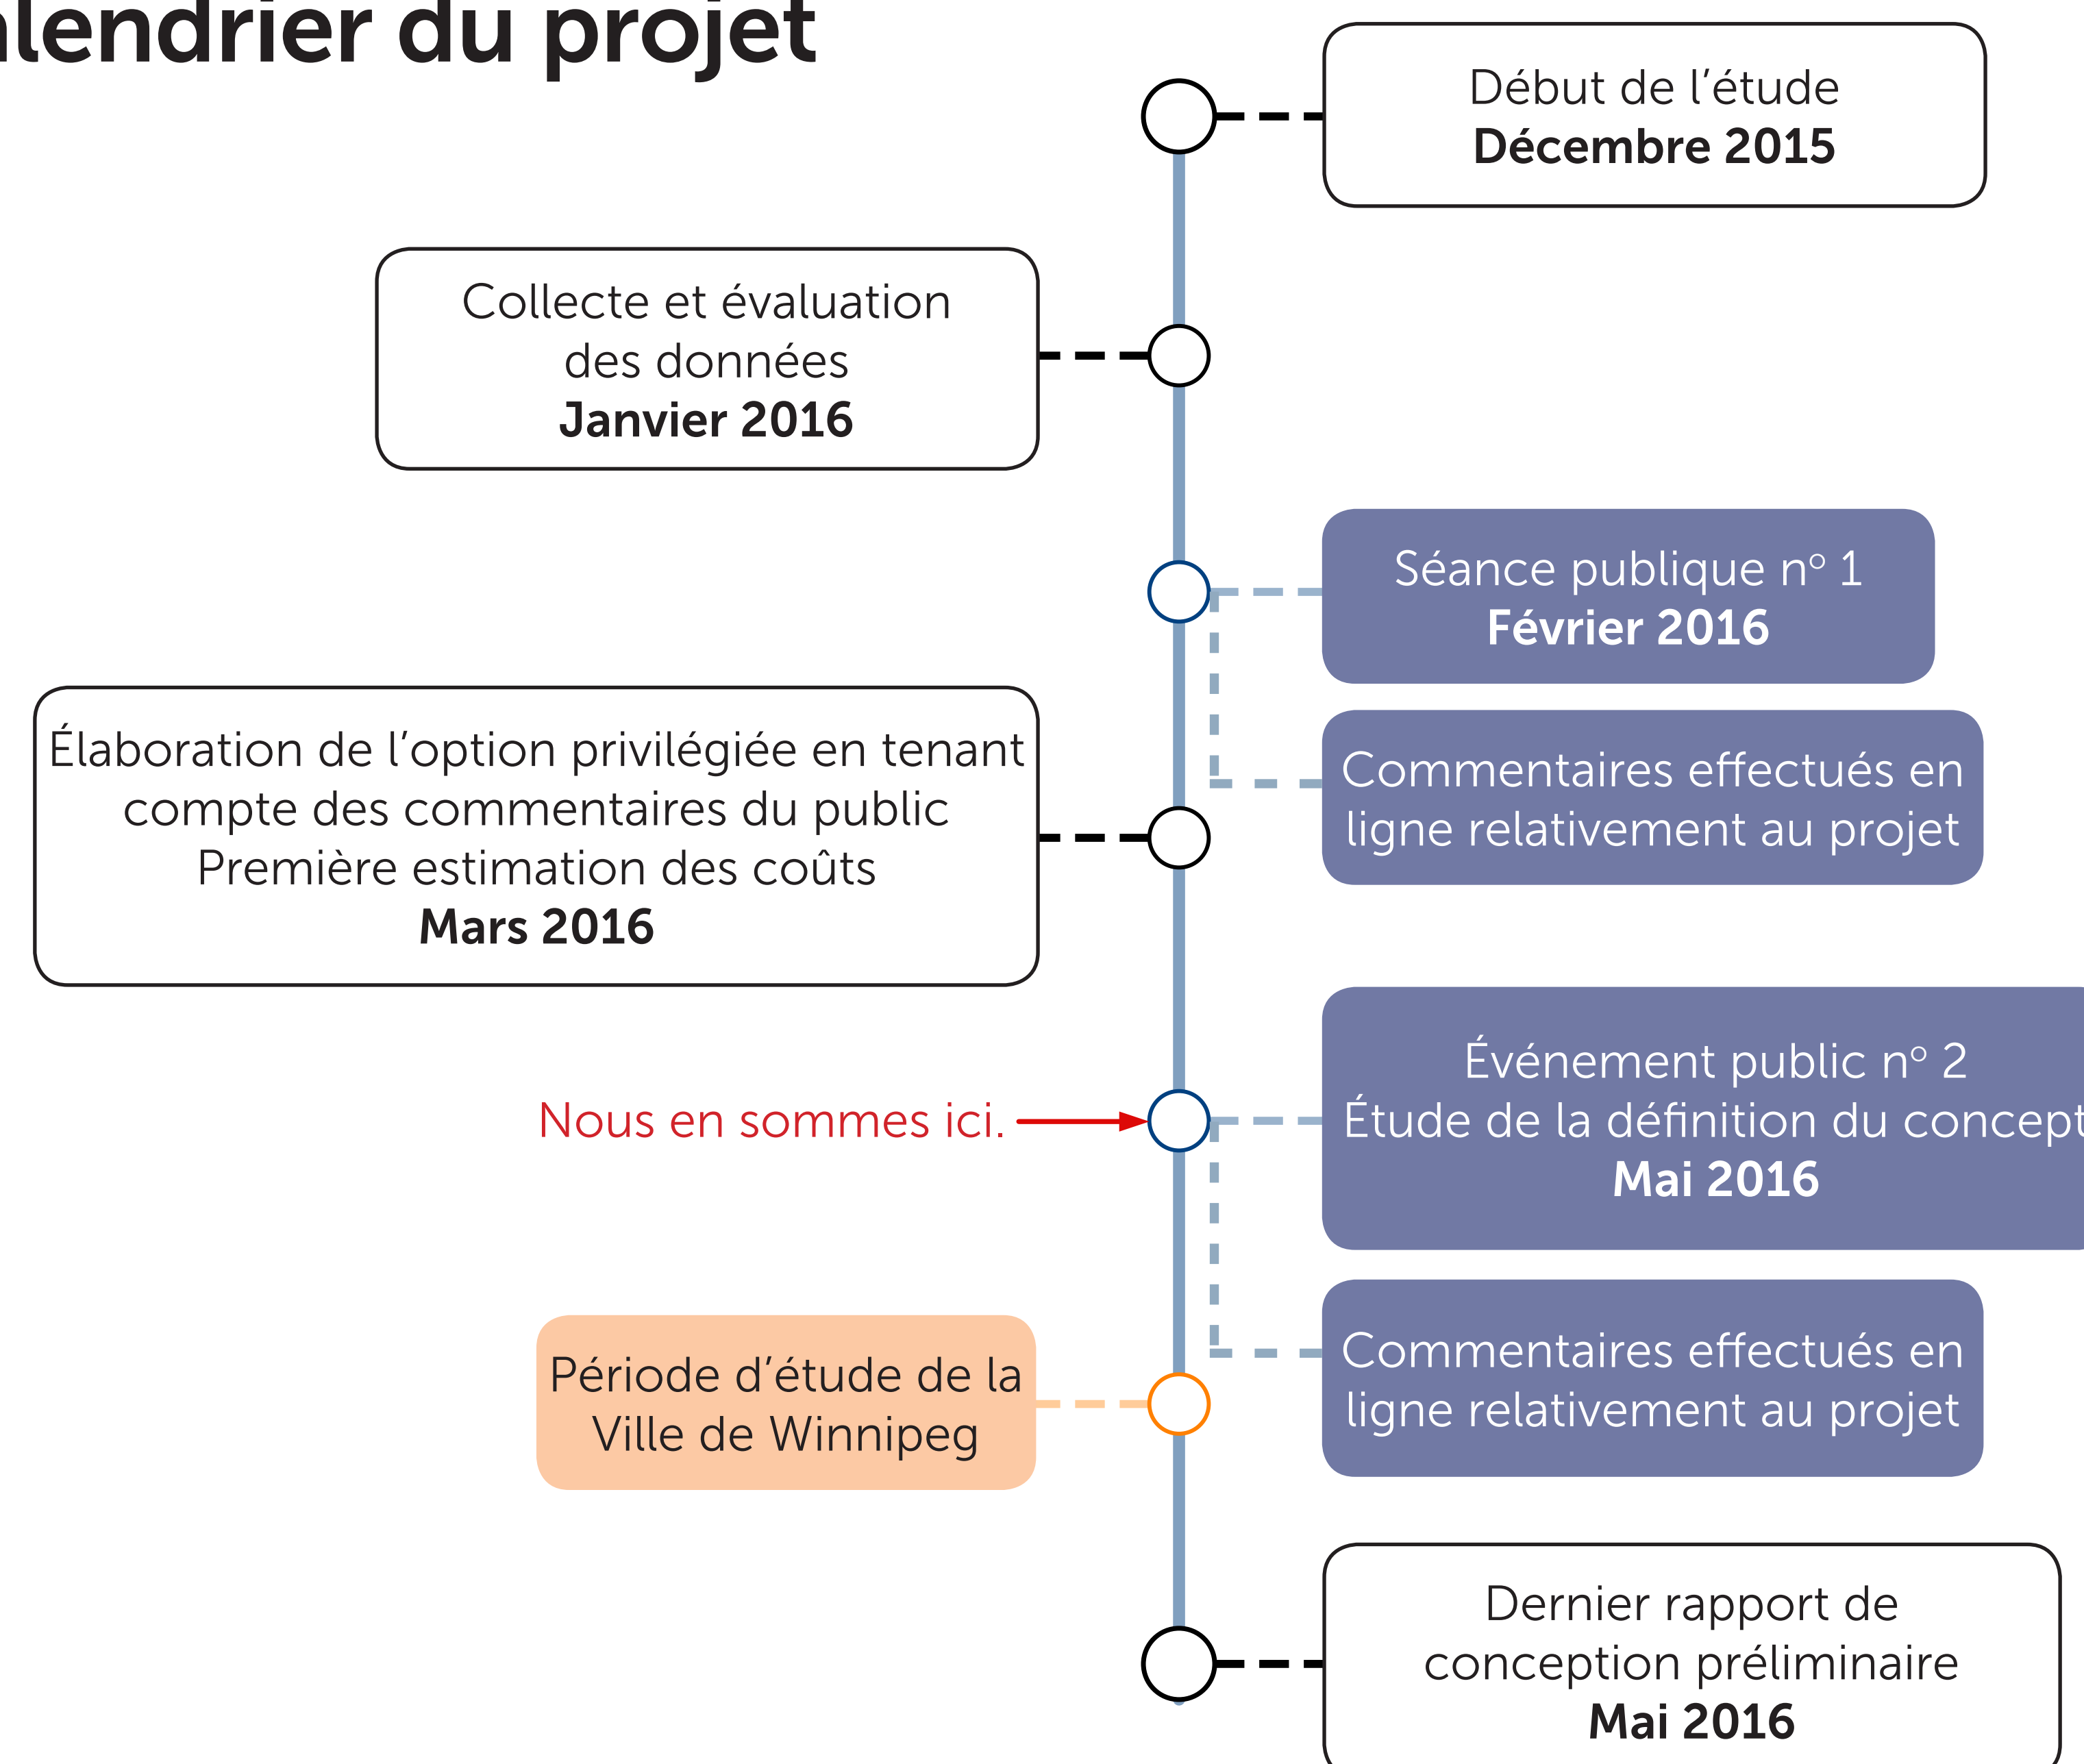 alendrier du projet
Début de l'étude
Décembre 2015
Collecte et évaluation
des données
Janvier 2016
Séance publique nº 1
Février 2016
Commentaires effectués en
ligne relativement au projet
Élaboration de l'option privilégiée en tenant
compte des commentaires du public
Première estimation des coûts
Mars 2016
Événement public nº 2
Étude de la définition du concept
Mai 2016
Nous en sommes ici.
Commentaires effectués en
ligne relativement au projet
Période d'étude de la
Ville de Winnipeg
Dernier rapport de
conception préliminaire
Mai 2016